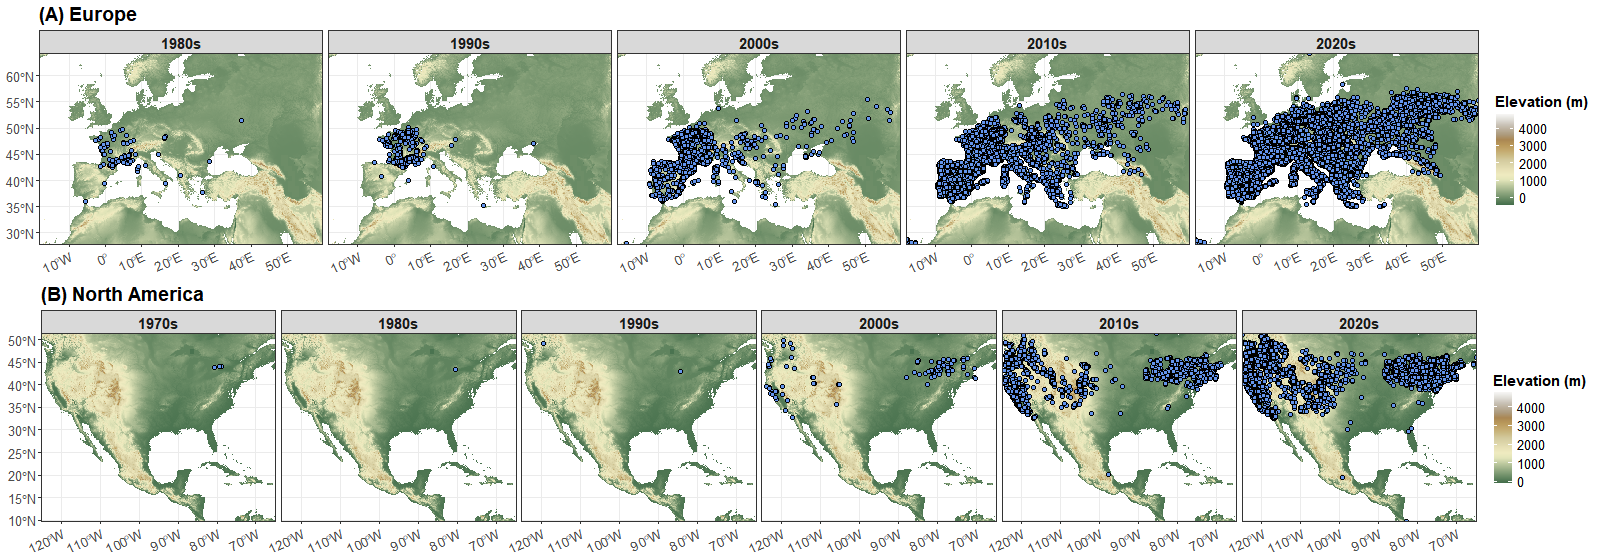 (A) Europe
1980s 1990s 2000s 2010s 2020s
60°N
55°N
50°N
45°N
40°N
35°N
30°N
10°W 0° 10°E 20°E 30°E 40°E 50°E 10°W 0° 10°E 20°E 30°E 40°E 50°E 10°W 0° 10°E 20°E 30°E 40°E 50°E 10°W 0° 10°E 20°E 30°E 40°E 50°E 10°W 0° 10°E 20°E 30°E 40°E 50°E
Elevation (m)
4000
3000
2000
1000
0
(B) North America
1970s 1980s 1990s 2000s 2010s 2020s
50°N
45°N
40°N
35°N
30°N
25°N
20°N
15°N
10°N
120°W 110°W 100°W 90°W 80°W 70°W 120°W 110°W 100°W 90°W 80°W 70°W 120°W 110°W 100°W 90°W 80°W 70°W 120°W 110°W 100°W 90°W 80°W 70°W 120°W 110°W 100°W 90°W 80°W 70°W 120°W 110°W 100°W 90°W 80°W 70°W
Elevation (m)
4000
3000
2000
1000
0